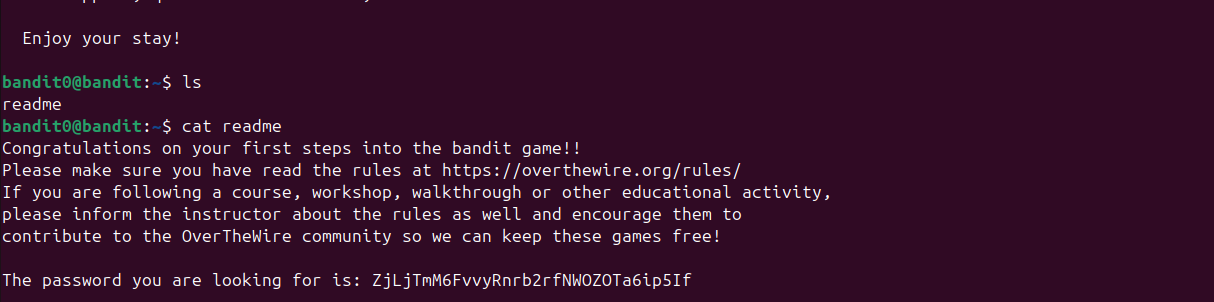 Enjoy your stay!
bandit0@bandit:~$ ls
readme
bandit0@bandit:~$ cat readme
Congratulations on your first steps into the bandit game!!
Please make sure you have read the rules at https://overthewire.org/rules/
If you are following a course, workshop, walkthrough or other educational activity,
please inform the instructor about the rules as well and encourage them to
contribute to the OverTheWire community so we can keep these games free!
The password you are looking for is: ZjLjTmM6FvvyRnrb2rfNWOZOTa6ip5If